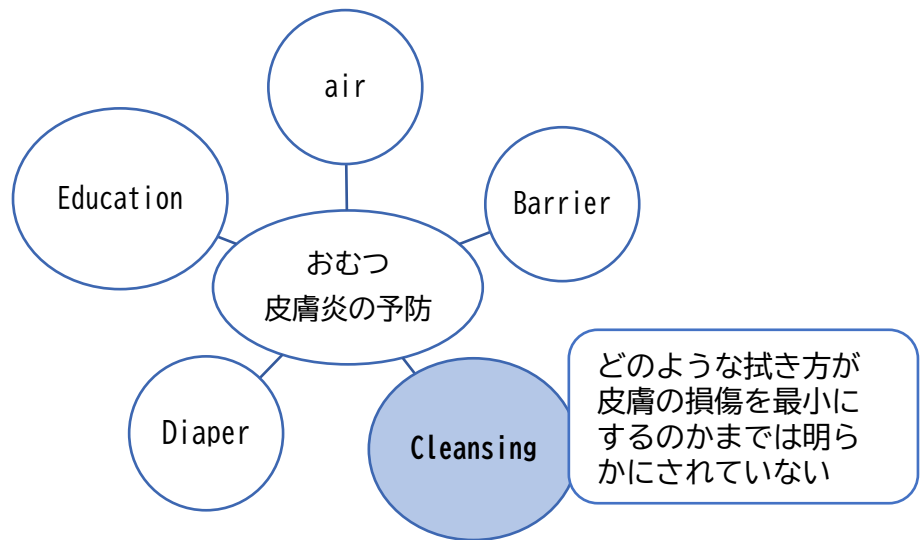 air
Education
Barrier
おむつ
皮膚炎の予防
Diaper
Cleansing
どのような拭き方が
皮膚の損傷を最小に
するのかまでは明ら
かにされていない